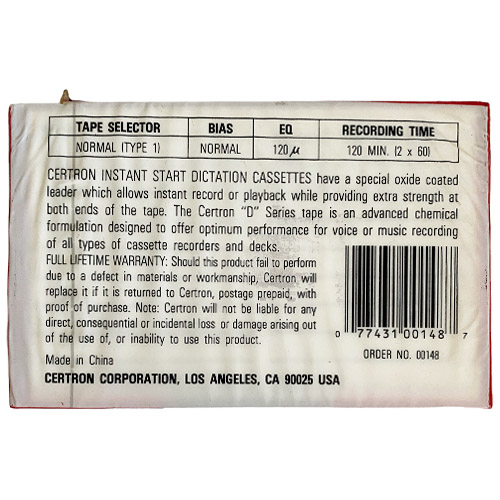 TAPE SELECTOR BIAS EQ RECORDING TIME
NORMAL (TYPE 1) NORMAL 120µ 120 MIN. (2 x 60)
CERTRON INSTANT START DICTATION CASSETTES have a special oxide coated
leader which allows instant record or playback while providing extra strength at
both ends of the tape. The Certron "D" Series tape is an advanced chemical
formulation designed to offer optimum performance for voice or music recording
of all types of cassette recorders and decks.
FULL LIFETIME WARRANTY: Should this product fail to perform
due to a defect in materials or workmanship, Certron will
replace it if it is returned to Certron, postage prepaid, with
proof of purchase. Note: Certron will not be liable for any
direct, consequential or incidental loss or damage arising out
of the use of, or inability to use this product.
0 77431 00148 7
ORDER NO. 00148
Made in China
CERTRON CORPORATION, LOS ANGELES, CA 90025 USA